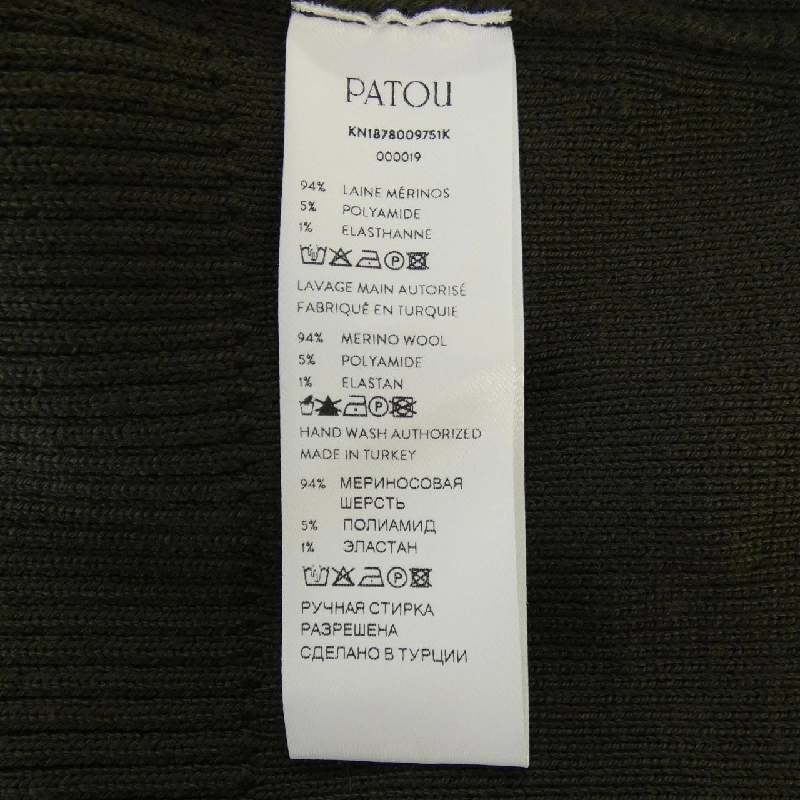 PATOU
KN1878009751K
000019
94% LAINE MÉRINOS
5% POLYAMIDE
1% ELASTHANNE
LAVAGE MAIN AUTORISÉ
FABRIQUÉ EN TURQUIE
94% MERINO WOOL
5% POLYAMIDE
1% ELASTAN
HAND WASH AUTHORIZED
MADE IN TURKEY
94% МЕРИНОСОВАЯ
ШЕРСТЬ
5% ПОЛИАМИД
1% ЭЛАСТАН
РУЧНАЯ СТИРКА
РАЗРЕШЕНА
СДЕЛАНО В ТУРЦИИ